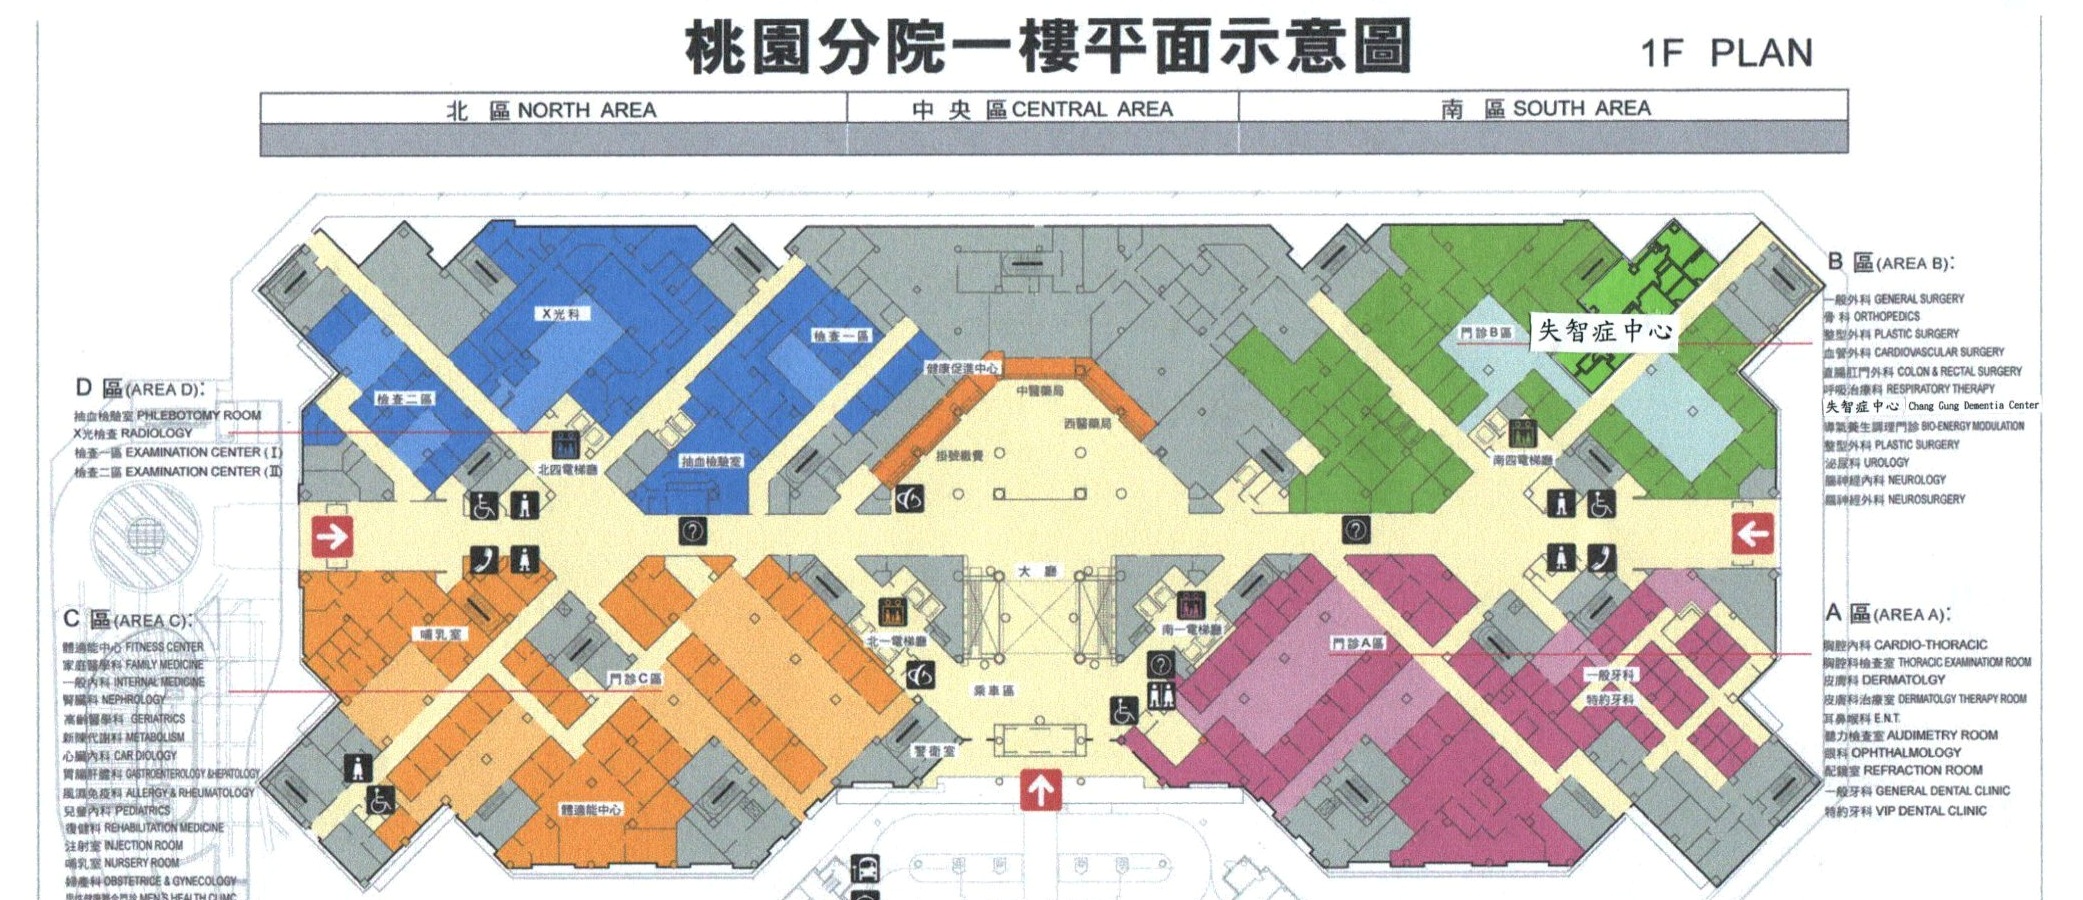 桃園分院一樓平面示意圖
1F PLAN
北區 NORTH AREA
中央區 CENTRAL AREA
南區 SOUTH AREA
D 區(AREA D):
抽血檢驗室 PHLEBOTOMY ROOM
X光檢查 RADIOLOGY
檢查一區 EXAMINATION CENTER (I)
檢查二區 EXAMINATION CENTER (II)
C 區(AREA C):
體適能中心 FITNESS CENTER
家庭醫學科 FAMILY MEDICINE
一般內科 INTERNAL MEDICINE
腎臟科 NEPHROLOGY
高齡醫學科 GERIATRICS
新陳代謝科 METABOLISM
心臟內科 CARDIOLOGY
胃腸肝膽科 GASTROENTEROLOGY &HEPATOLOGY
風濕免疫科 ALLERGY & RHEUMATOLOGY
兒童內科 PEDIATRICS
復健科 REHABILITATION MEDICINE
注射室 INJECTION ROOM
哺乳室 NURSERY ROOM
婦產科 OBSTETRICE & GYNECOLOGY
MEN'S HEALTH CLINIC
X光科
檢查一區
檢查二區
抽血檢驗室
北四電梯廳
健康促進中心
中醫藥局
西醫藥局
掛號繳費
門診B區
失智症中心
南四電梯廳
大廳
哺乳室
門診C區
體適能中心
北一電梯廳
乘車區
警衛室
南一電梯廳
門診A區
一般牙科
特約牙科
B 區(AREA B):
一般外科 GENERAL SURGERY
骨科 ORTHOPEDICS
整型外科 PLASTIC SURGERY
血管外科 CARDIOVASCULAR SURGERY
直腸肛門外科 COLON & RECTAL SURGERY
呼吸治療科 RESPIRATORY THERAPY
失智症中心 Chang Gung Dementia Center
導氣養生調理門診 BIO-ENERGY MODULATION
整型外科 PLASTIC SURGERY
泌尿科 UROLOGY
腦神經內科 NEUROLOGY
腦神經外科 NEUROSURGERY
A 區(AREA A):
胸腔內科 CARDIO-THORACIC
胸腔科檢查室 THORACIC EXAMINATIOM ROOM
皮膚科 DERMATOLGY
皮膚科治療室 DERMATOLGY THERAPY ROOM
耳鼻喉科 E.N.T.
聽力檢查室 AUDIMETRY ROOM
眼科 OPHTHALMOLOGY
配鏡室 REFRACTION ROOM
一般牙科 GENERAL DENTAL CLINIC
特約牙科 VIP DENTAL CLINIC